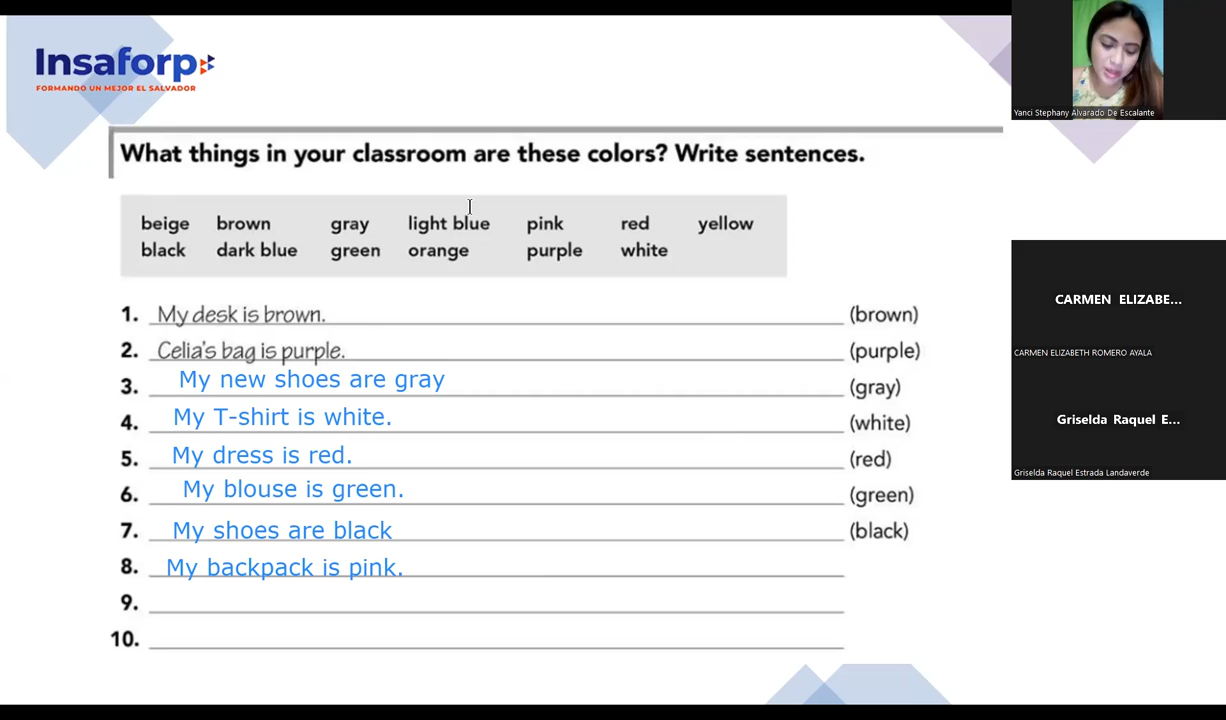 Insaforp
FORMANDO UN MEJOR EL SALVADOR
What things in your classroom are these colors? Write sentences.
beige brown gray light blue pink red yellow
black dark blue green orange purple white
1. My desk is brown. (brown)
2. Celia's bag is purple. (purple)
3. My new shoes are gray (gray)
4. My T-shirt is white. (white)
5. My dress is red. (red)
6. My blouse is green. (green)
7. My shoes are black (black)
8. My backpack is pink.
9.
10.
Yanci Stephany Alvarado De Escalante
CARMEN ELIZABE...
CARMEN ELIZABETH ROMERO AYALA
Griselda Raquel E...
Griselda Raquel Estrada Landaverde